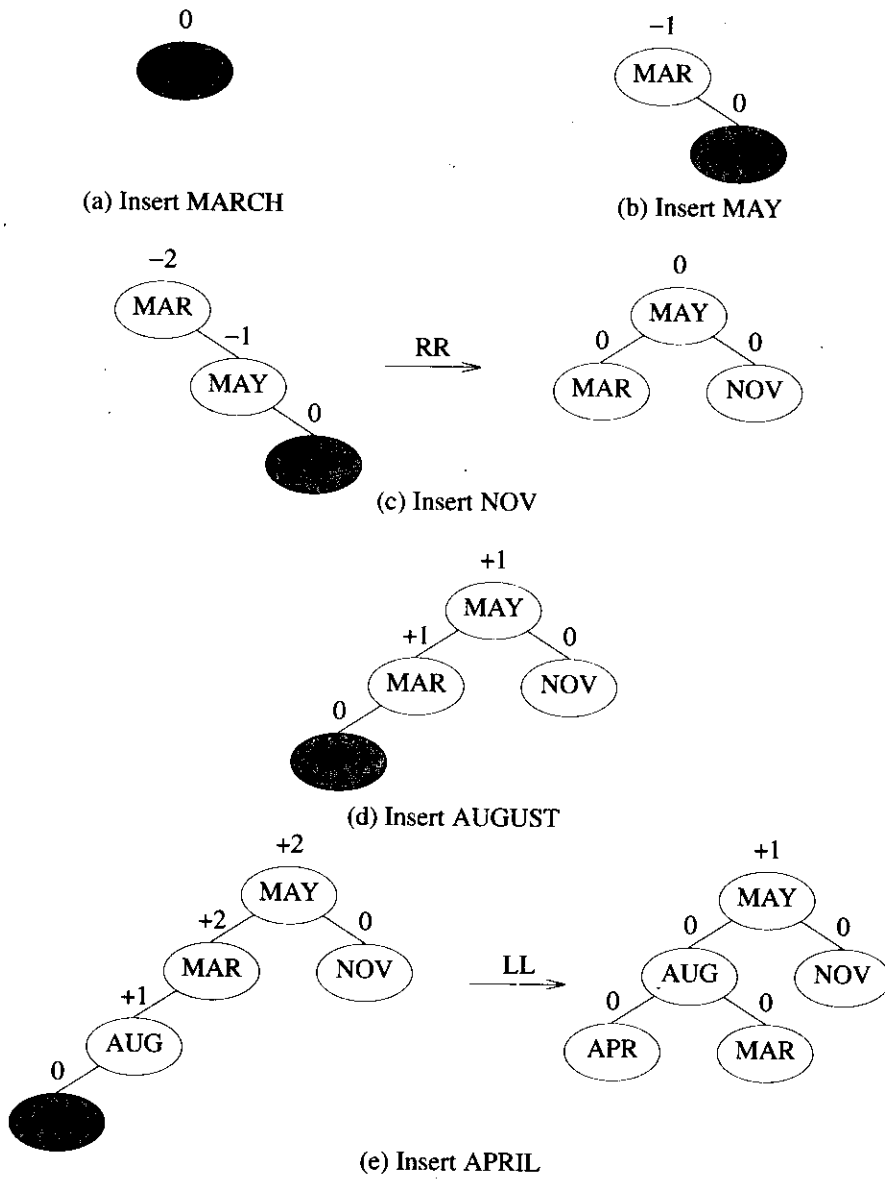 0
(a) Insert MARCH
−1
MAR
0
(b) Insert MAY
−2
MAR
−1
MAY
0
RR
0
MAY
0
0
MAR
NOV
(c) Insert NOV
+1
MAY
+1
0
MAR
NOV
0
(d) Insert AUGUST
+2
MAY
+2
0
MAR
NOV
+1
AUG
0
LL
+1
MAY
0
0
AUG
NOV
0
0
APR
MAR
(e) Insert APRIL